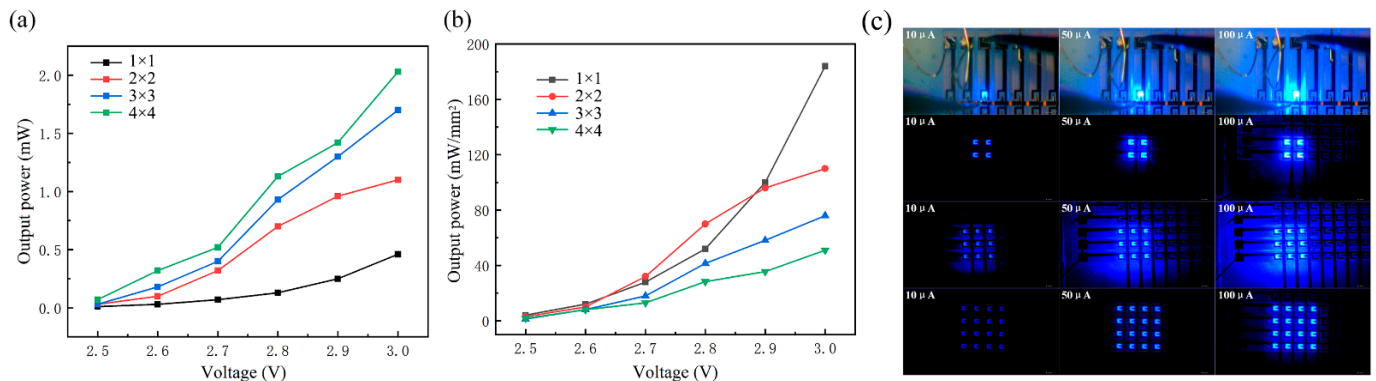 (a)
Output power (mW)
2.0
1.5
1.0
0.5
0.0
1×1
2×2
3×3
4×4
2.5 2.6 2.7 2.8 2.9 3.0
Voltage (V)
(b)
Output power (mW/mm²)
200
160
120
80
40
0
1×1
2×2
3×3
4×4
2.5 2.6 2.7 2.8 2.9 3.0
Voltage (V)
(c)
10 μA 50 μA 100 μA
10 μA 50 μA 100 μA
10 μA 50 μA 100 μA
10 μA 50 μA 100 μA